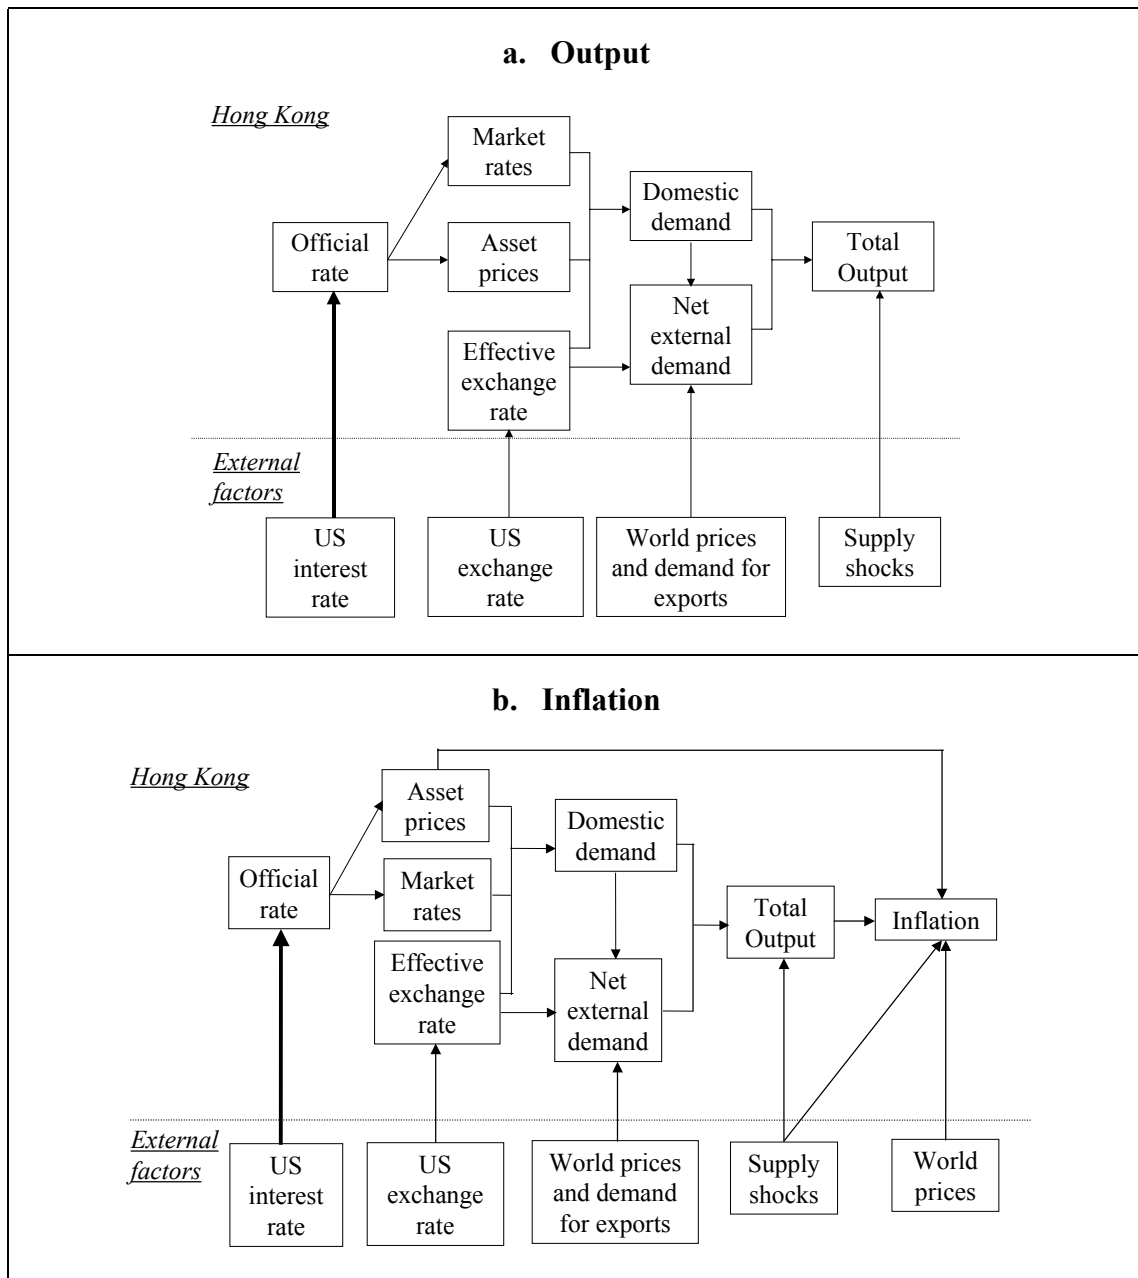 a. Output
Hong Kong
Market
rates
Domestic
demand
Official
rate
Asset
prices
Total
Output
Net
external
demand
Effective
exchange
rate
External
factors
US
interest
rate
US
exchange
rate
World prices
and demand for
exports
Supply
shocks
b. Inflation
Hong Kong
Asset
prices
Domestic
demand
Official
rate
Market
rates
Total
Output
Inflation
Effective
exchange
rate
Net
external
demand
External
factors
US
interest
rate
US
exchange
rate
World prices
and demand
for exports
Supply
shocks
World
prices